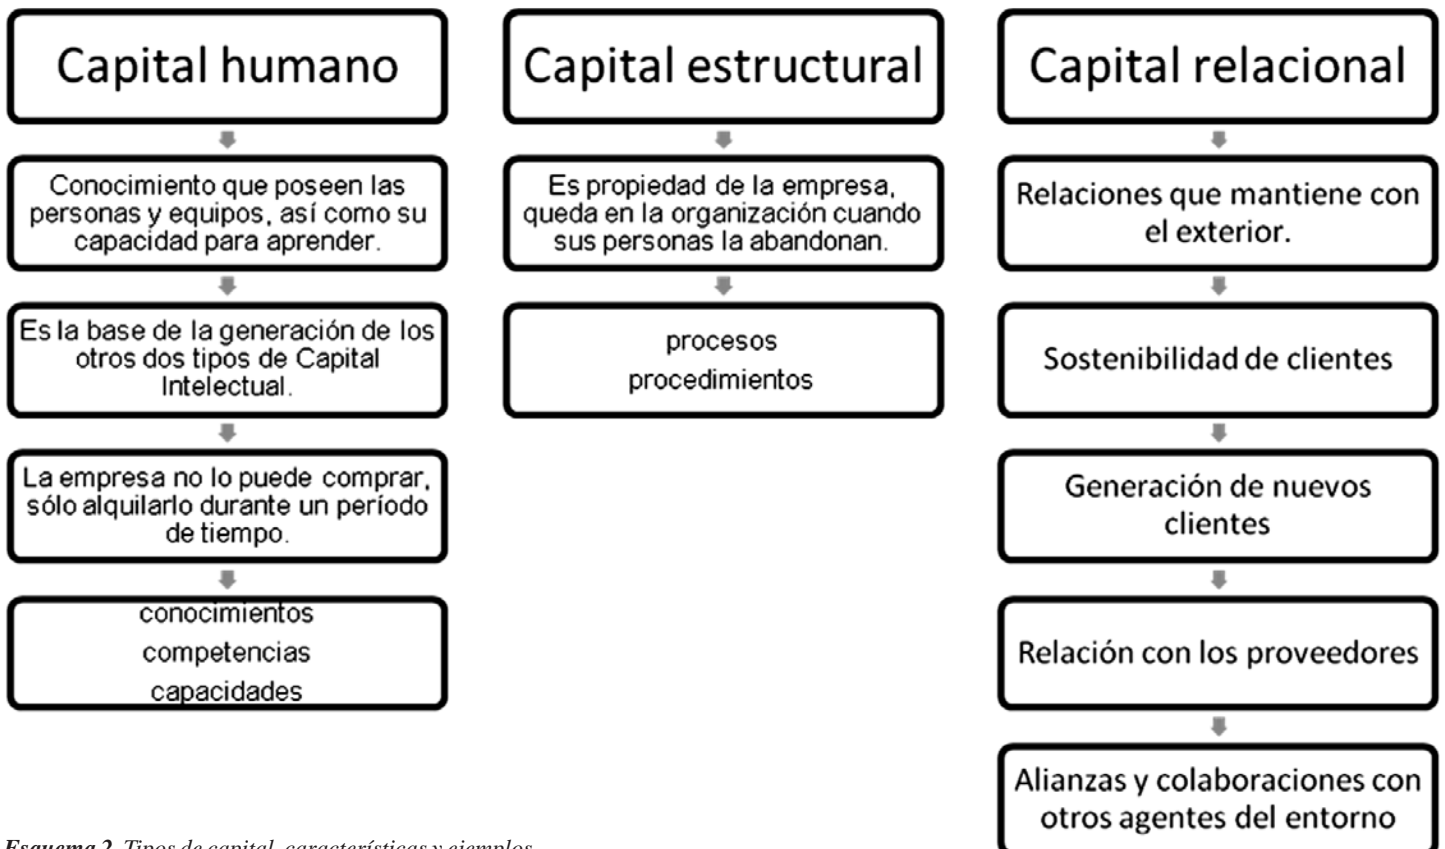 Capital humano
Conocimiento que poseen las
personas y equipos, así como su
capacidad para aprender.
Es la base de la generación de los
otros dos tipos de Capital
Intelectual.
La empresa no lo puede comprar,
sólo alquilarlo durante un período
de tiempo.
conocimientos
competencias
capacidades
Capital estructural
Es propiedad de la empresa,
queda en la organización cuando
sus personas la abandonan.
procesos
procedimientos
Capital relacional
Relaciones que mantiene con
el exterior.
Sostenibilidad de clientes
Generación de nuevos
clientes
Relación con los proveedores
Alianzas y colaboraciones con
otros agentes del entorno
Esquema 2. Tipos de capital, características y ejemplos